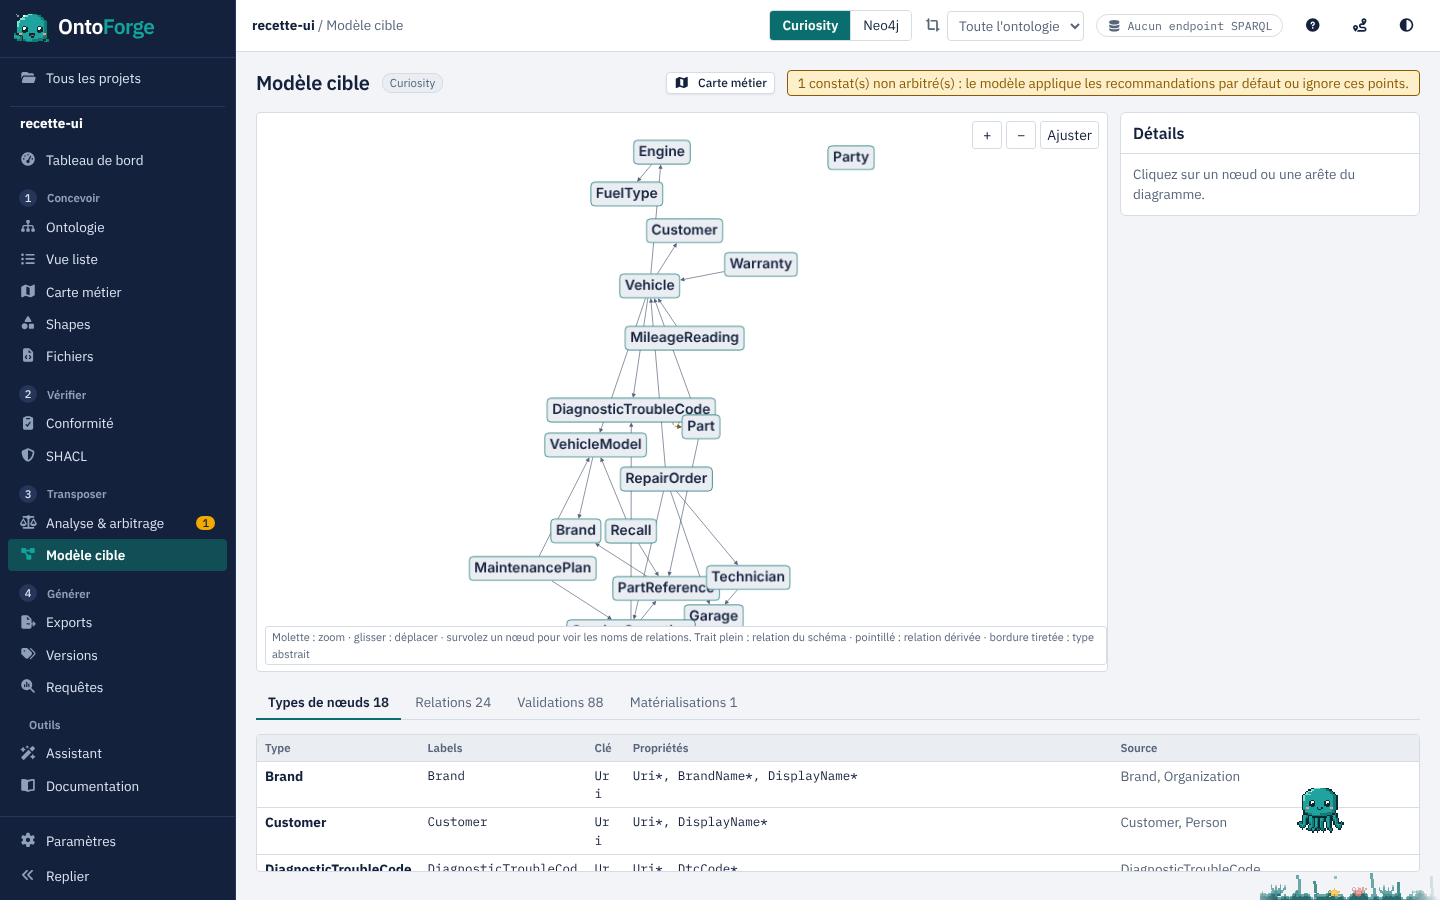 OntoForge
Tous les projets
recette-ui
Tableau de bord
1 Concevoir
Ontologie
Vue liste
Carte métier
Shapes
Fichiers
2 Vérifier
Conformité
SHACL
3 Transposer
Analyse & arbitrage 1
Modèle cible
4 Générer
Exports
Versions
Requêtes
Outils
Assistant
Documentation
Paramètres
Replier
recette-ui / Modèle cible
Curiosity Neo4j
Toute l'ontologie
Aucun endpoint SPARQL
Modèle cible Curiosity
Carte métier
1 constat(s) non arbitré(s) : le modèle applique les recommandations par défaut ou ignore ces points.
+ − Ajuster
Engine
Party
FuelType
Customer
Warranty
Vehicle
MileageReading
DiagnosticTroubleCode
Part
VehicleModel
RepairOrder
Brand
Recall
MaintenancePlan
Technician
PartReference
Garage
Molette : zoom · glisser : déplacer · survolez un nœud pour voir les noms de relations. Trait plein : relation du schéma · pointillé : relation dérivée · bordure tiretée : type
abstrait
Détails
Cliquez sur un nœud ou une arête du
diagramme.
Types de nœuds 18 Relations 24 Validations 88 Matérialisations 1
Type Labels Clé Propriétés Source
Brand Brand Ur
i Uri*, BrandName*, DisplayName* Brand, Organization
Customer Customer Ur
i Uri*, DisplayName* Customer, Person
DiagnosticTroubleCode DiagnosticTroubleCod Ur Uri*, DtcCode* DiagnosticTroubleCode